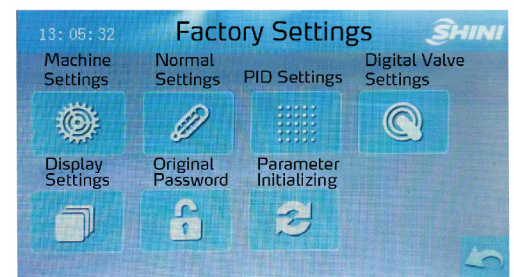 13:05:32
Factory Settings
SHINI
Machine
Settings
Normal
Settings
PID Settings
Digital Valve
Settings
Display
Settings
Original
Password
Parameter
Initializing